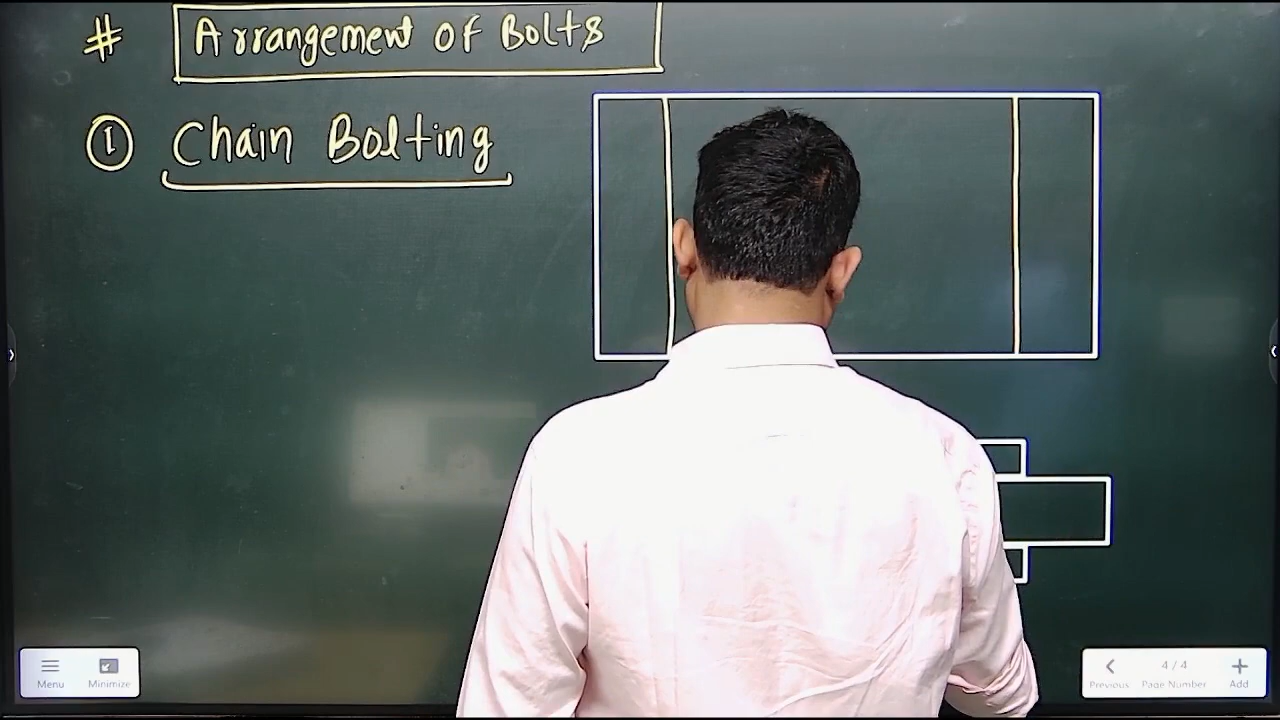 # Arrangement of Bolts
① Chain Bolting
Menu
Minimize
Previous
4 / 4
Page Number
Add